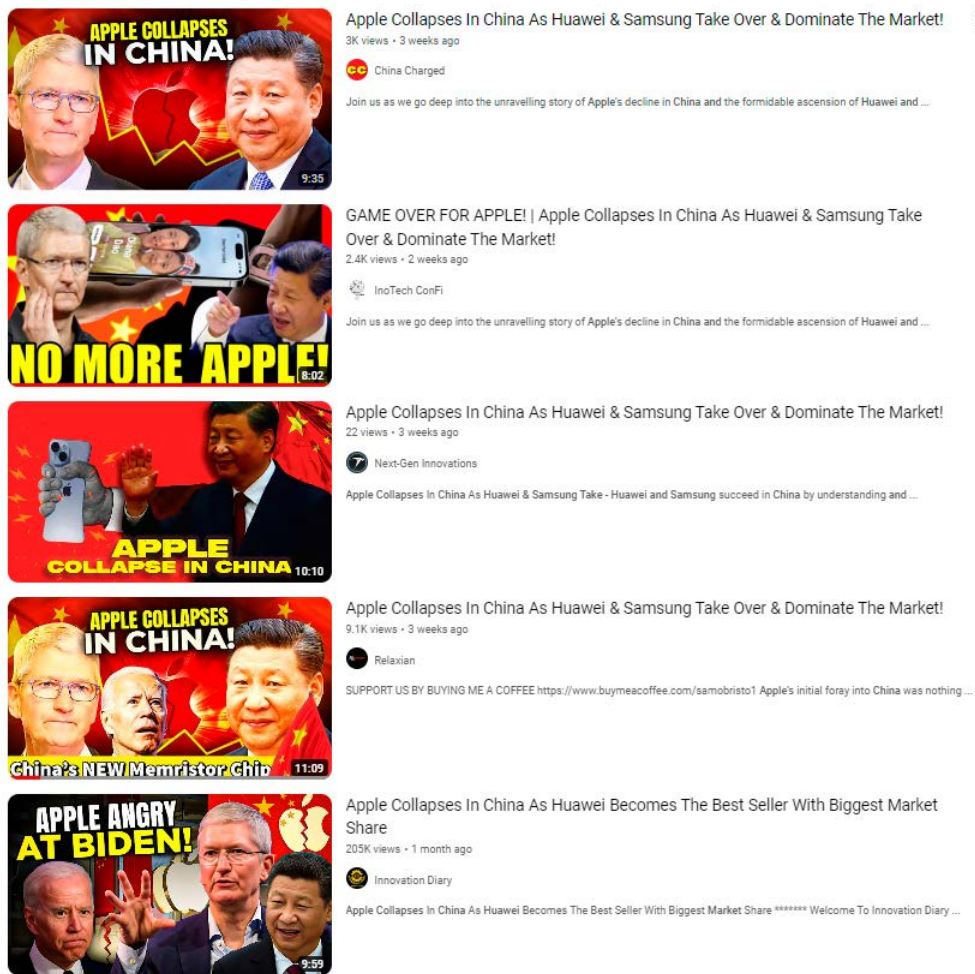 APPLE COLLAPSES
IN CHINA!
9:35
Apple Collapses In China As Huawei & Samsung Take Over & Dominate The Market!
3K views • 3 weeks ago
CC China Charged
Join us as we go deep into the unravelling story of Apple's decline in China and the formidable ascension of Huawei and ...
NO MORE APPLE!
8:02
GAME OVER FOR APPLE! | Apple Collapses In China As Huawei & Samsung Take
Over & Dominate The Market!
2.4K views • 2 weeks ago
InoTech ConFi
Join us as we go deep into the unravelling story of Apple's decline in China and the formidable ascension of Huawei and ...
APPLE
COLLAPSE IN CHINA
10:10
Apple Collapses In China As Huawei & Samsung Take Over & Dominate The Market!
22 views • 3 weeks ago
Next-Gen Innovations
Apple Collapses In China As Huawei & Samsung Take - Huawei and Samsung succeed in China by understanding and ...
APPLE COLLAPSES
IN CHINA!
China's NEW Memristor Chip
11:09
Apple Collapses In China As Huawei & Samsung Take Over & Dominate The Market!
9.1K views • 3 weeks ago
Relaxian
SUPPORT US BY BUYING ME A COFFEE https://www.buymeacoffee.com/samobristo1 Apple's initial foray into China was nothing ...
APPLE ANGRY
AT BIDEN!
9:59
Apple Collapses In China As Huawei Becomes The Best Seller With Biggest Market
Share
205K views • 1 month ago
Innovation Diary
Apple Collapses In China As Huawei Becomes The Best Seller With Biggest Market Share ******* Welcome To Innovation Diary ...